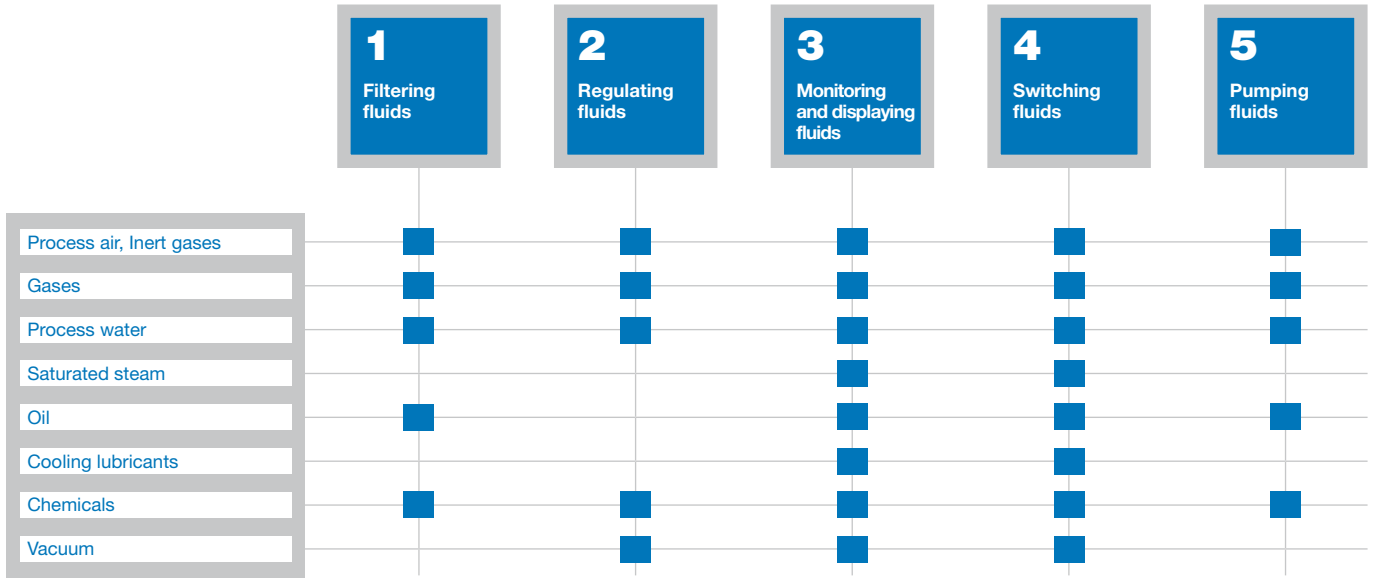 1
Filtering
fluids
2
Regulating
fluids
3
Monitoring
and displaying
fluids
4
Switching
fluids
5
Pumping
fluids
Process air, Inert gases
Gases
Process water
Saturated steam
Oil
Cooling lubricants
Chemicals
Vacuum